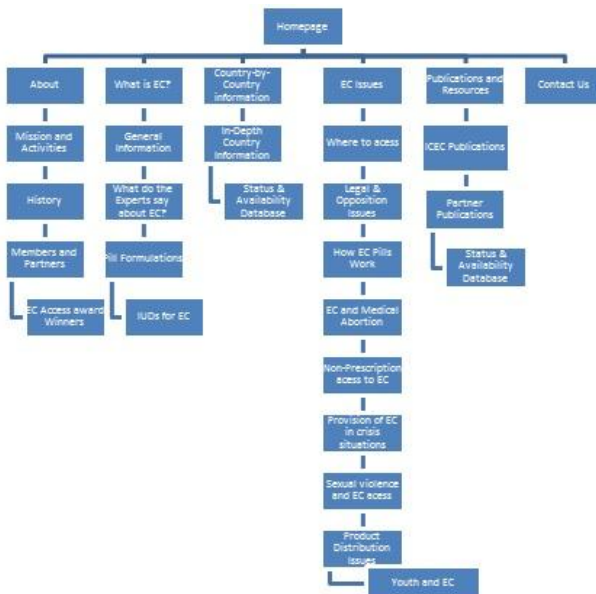 Homepage
About
Mission and
Activities
History
Members and
Partners
EC Access award
Winners
What is EC?
General
Information
What do the
Experts say
about EC?
Pill Formulations
IUDs for EC
Country-by-
Country
information
In-Depth
Country
Information
Status &
Availability
Database
EC Issues
Where to acess
Legal &
Opposition
Issues
How EC Pills
Work
EC and Medical
Abortion
Non-Prescription
acess to EC
Provision of EC
in crisis
situations
Sexual violence
and EC acess
Product
Distribution
Issues
Youth and EC
Publications and
Resources
ICEC Publications
Partner
Publications
Status &
Availability
Database
Contact Us